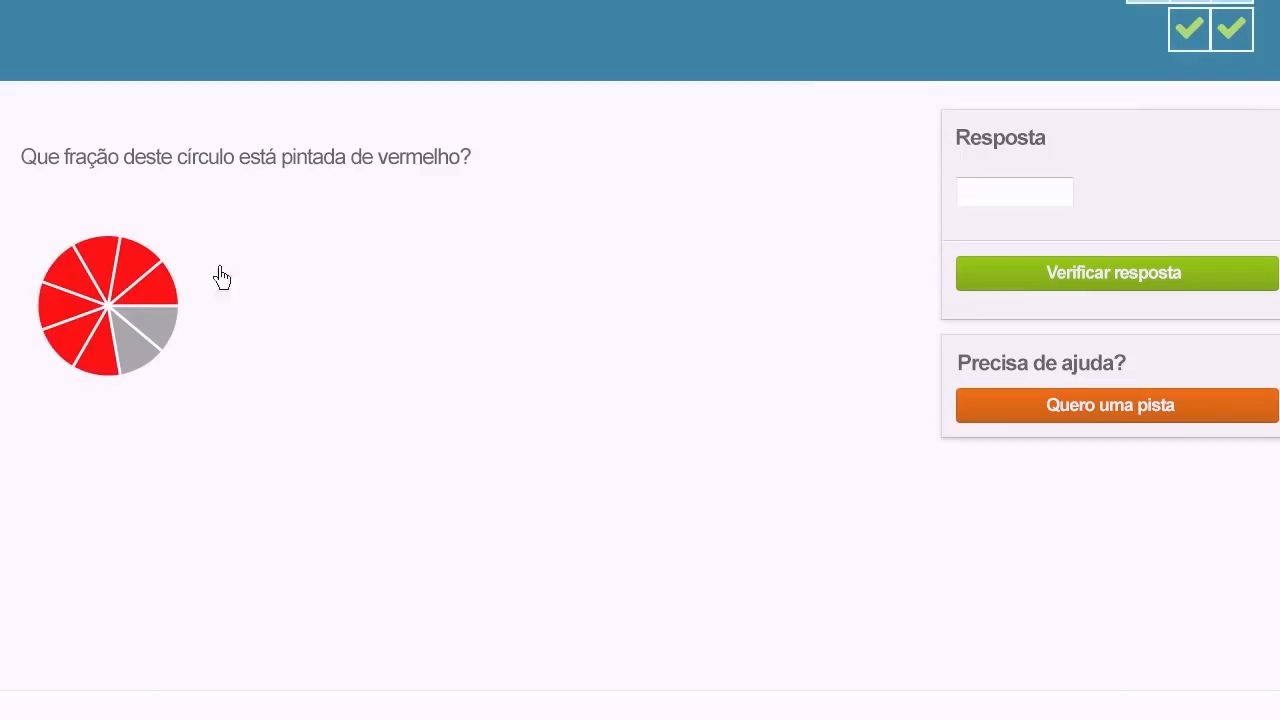 Que fração deste círculo está pintada de vermelho?
Resposta
Verificar resposta
Precisa de ajuda?
Quero uma pista